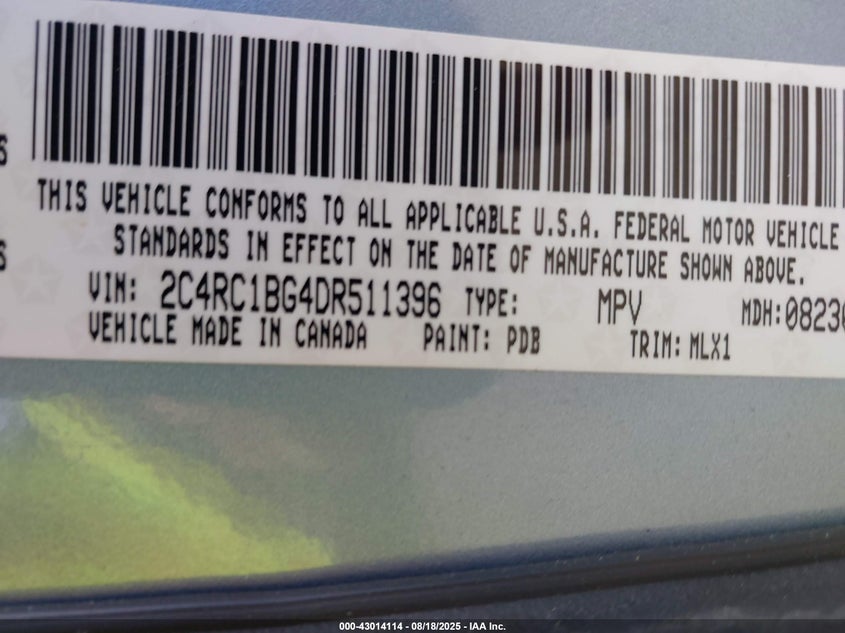 S
THIS VEHICLE CONFORMS TO ALL APPLICABLE U.S.A. FEDERAL MOTOR VEHICLE
STANDARDS IN EFFECT ON THE DATE OF MANUFACTURE SHOWN ABOVE.
S
VIN: 2C4RC1BG4DR511396 TYPE: MPV MDH: 08230
VEHICLE MADE IN CANADA PAINT: PDB TRIM: MLX1
000-43014114 - 08/18/2025 - IAA Inc.